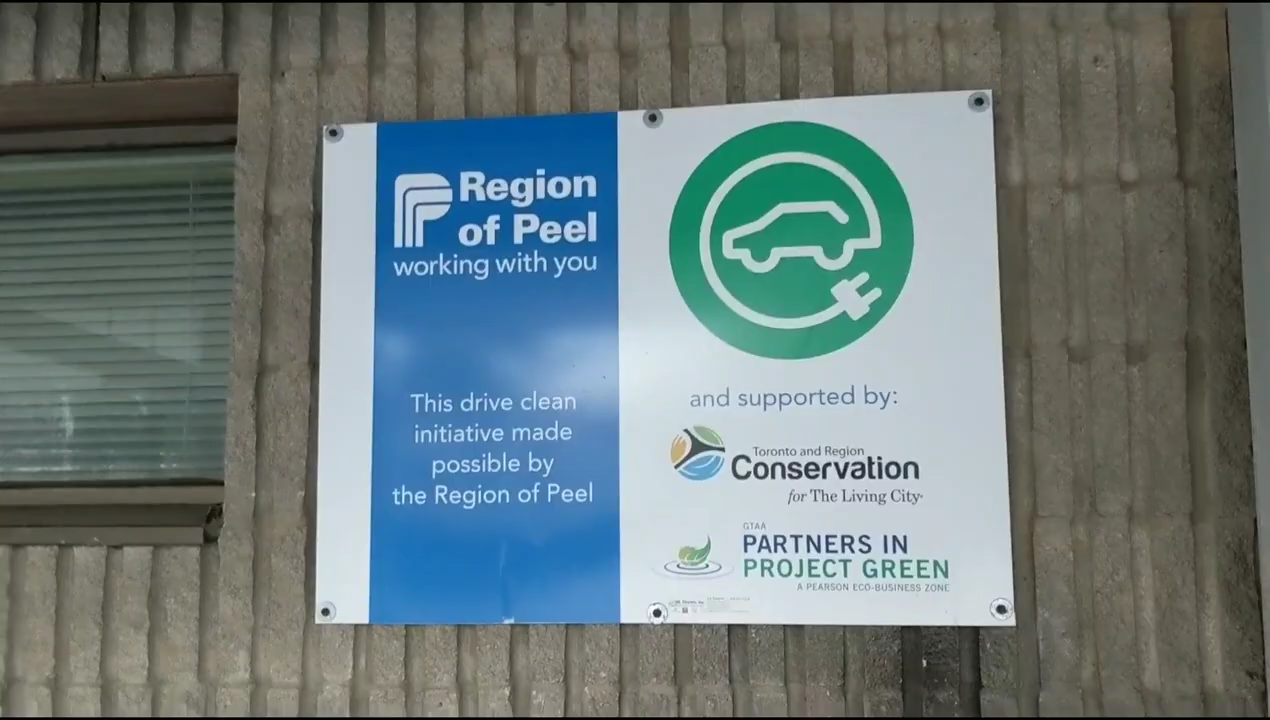 Region
of Peel
working with you
This drive clean
initiative made
possible by
the Region of Peel
and supported by:
Toronto and Region
Conservation
for The Living City
GTAA
PARTNERS IN
PROJECT GREEN
A PEARSON ECO-BUSINESS ZONE